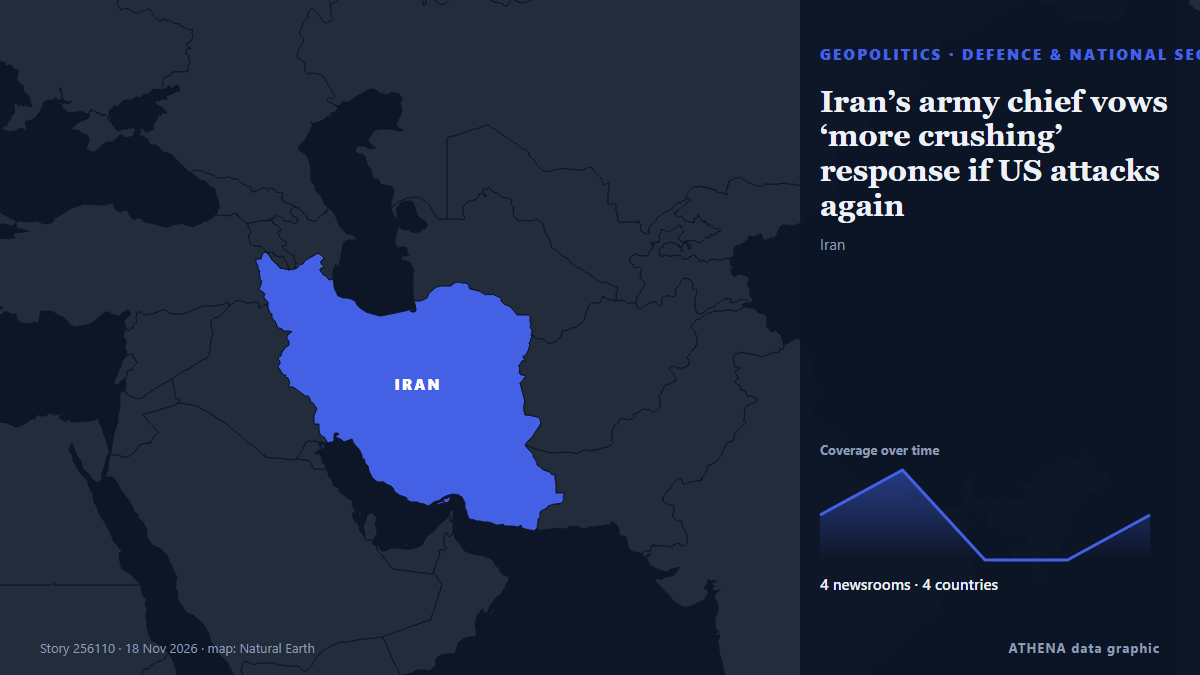 GEOPOLITICS · DEFENCE & NATIONAL SEC
Iran’s army chief vows
‘more crushing’
response if US attacks
again
Iran
IRAN
Coverage over time
4 newsrooms · 4 countries
Story 256110 · 18 Nov 2026 · map: Natural Earth
ATHENA data graphic